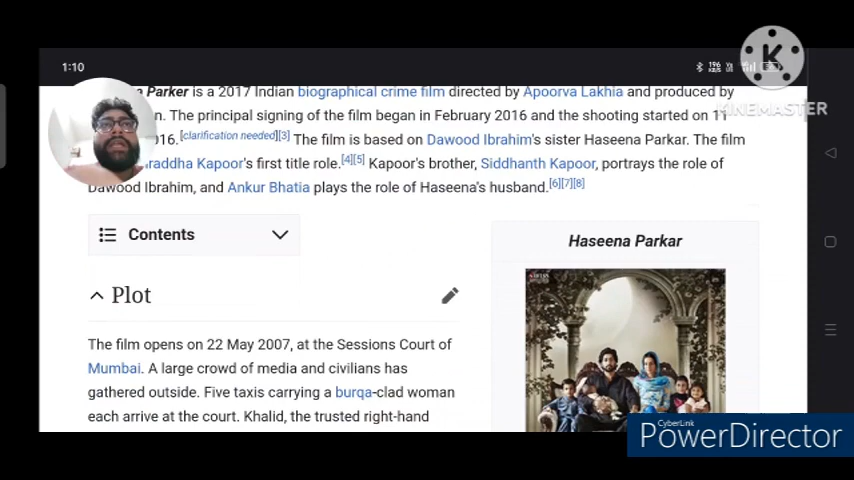 1:10
KINEMASTER
a Parker is a 2017 Indian biographical crime film directed by Apoorva Lakhia and produced by
n. The principal signing of the film began in February 2016 and the shooting started on 11
016.[clarification needed][3] The film is based on Dawood Ibrahim's sister Haseena Parkar. The film
raddha Kapoor's first title role.[4][5] Kapoor's brother, Siddhanth Kapoor, portrays the role of
Dawood Ibrahim, and Ankur Bhatia plays the role of Haseena's husband.[6][7][8]
Contents
Plot
The film opens on 22 May 2007, at the Sessions Court of
Mumbai. A large crowd of media and civilians has
gathered outside. Five taxis carrying a burqa-clad woman
each arrive at the court. Khalid, the trusted right-hand
Haseena Parkar
CyberLink
PowerDirector